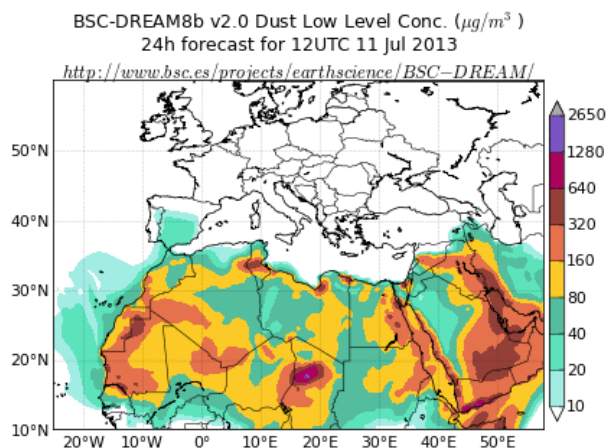 BSC-DREAM8b v2.0 Dust Low Level Conc. (μg/m³ )
24h forecast for 12UTC 11 Jul 2013
http://www.bsc.es/projects/earthscience/BSC−DREAM/
2650
1280
640
320
160
80
40
20
10
50°N
40°N
30°N
20°N
10°N
20°W 10°W 0° 10°E 20°E 30°E 40°E 50°E